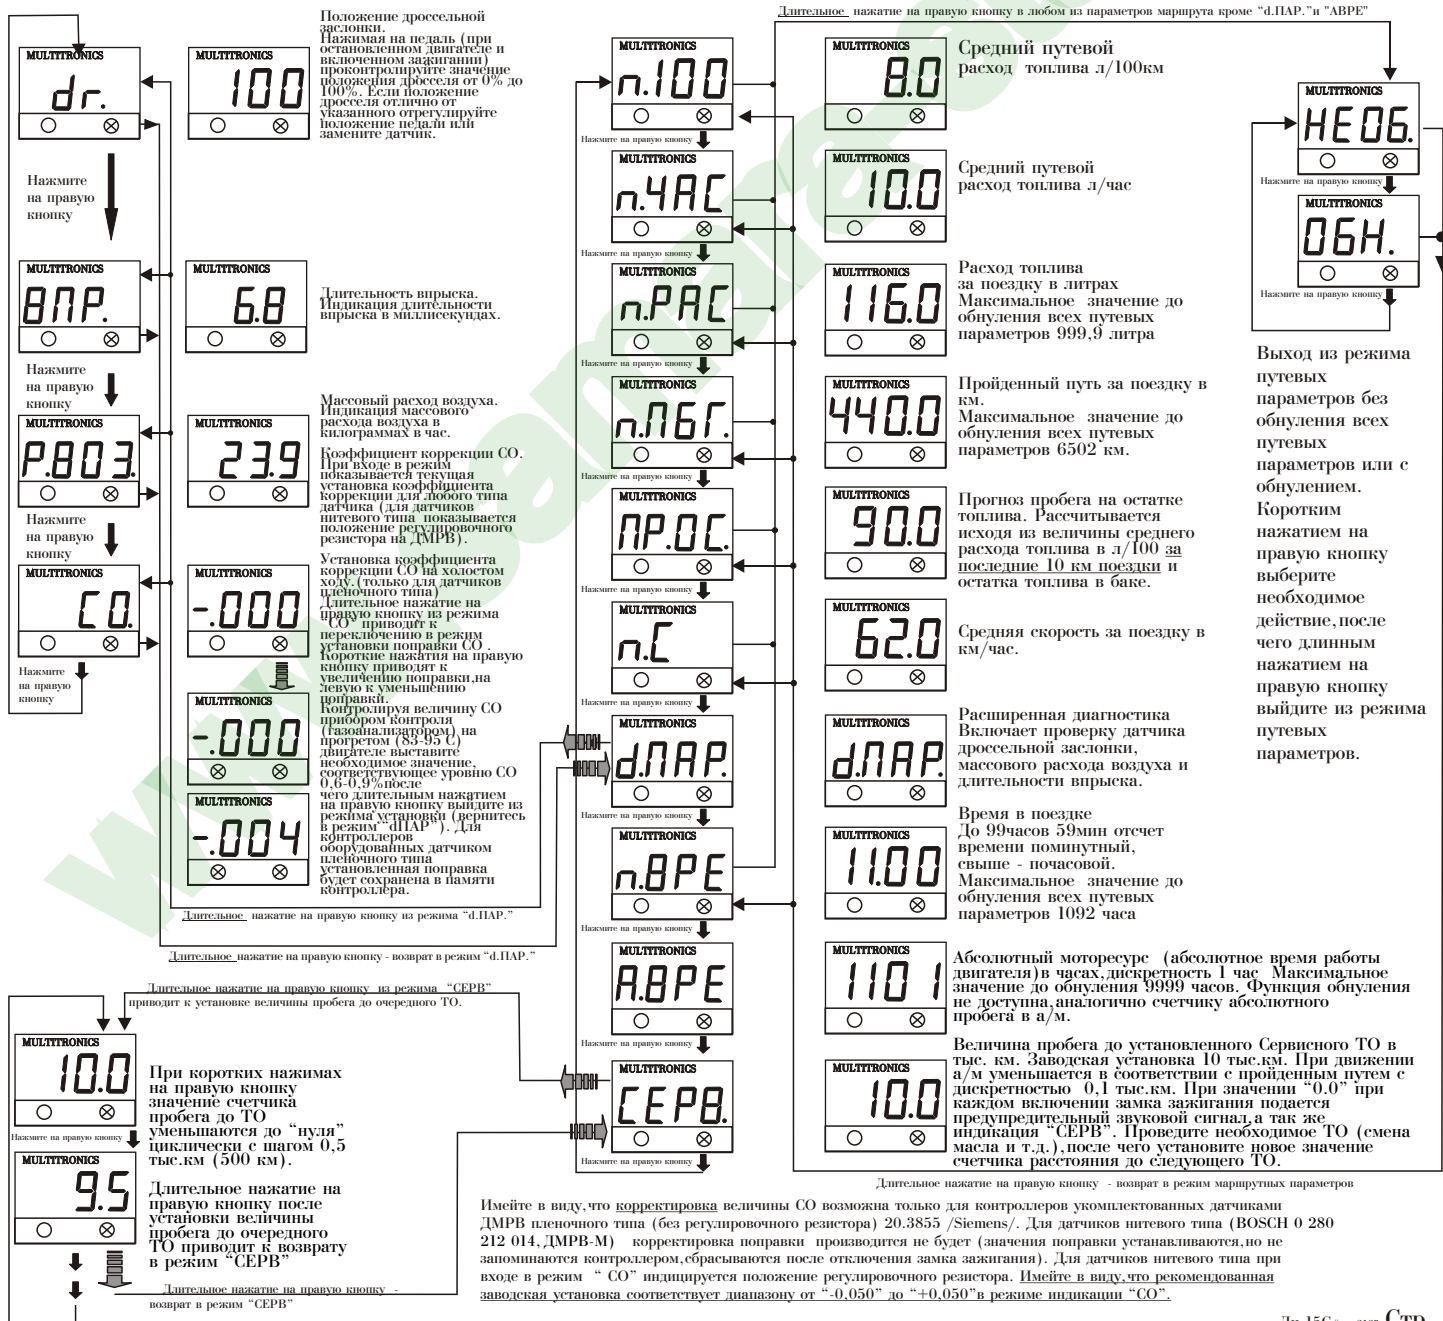 Длительное нажатие на правую кнопку в любом из параметров маршрута кроме “d.ПАР.”и "АВРЕ"
MULTITRONICS
dr.
Нажмите
на правую
кнопку
MULTITRONICS
ВПР.
Нажмите
на правую
кнопку
MULTITRONICS
Р.ВОЗ.
Нажмите
на правую
кнопку
MULTITRONICS
СО.
Нажмите
на правую
кнопку
MULTITRONICS
100
Положение дроссельной
заслонки.
Нажимая на педаль (при
остановленном двигателе и
включенном зажигании)
проконтролируйте значение
положения дросселя от 0% до
100%. Если положение
дросселя отлично от
указанного отрегулируйте
положение педали или
замените датчик.
MULTITRONICS
6.8
Длительность впрыска.
Индикация длительности
впрыска в миллисекундах.
MULTITRONICS
23.9
Массовый расход воздуха.
Индикация массового
расхода воздуха в
килограммах в час.
Коэффициент коррекции СО.
При входе в режим
показывается текущая
установка коэффициента
коррекции для любого типа
датчика (для датчиков
нитевого типа показывается
положение регулировочного
резистора на ДМРВ).
MULTITRONICS
-.000
MULTITRONICS
-.000
MULTITRONICS
-.004
Установка коэффициента
коррекции СО на холостом
ходу.(только для датчиков
пленочного типа)
Длительное нажатие на
правую кнопку из режима
“СО” приводит к
переключению в режим
установки поправки СО .
Короткие нажатия на правую
кнопку приводят к
увеличению поправки,на
левую к уменьшению
поправки.
Контролируя величину СО
прибором контроля
(газоанализатором) на
прогретом (83-95 С)
двигателе выставите
необходимое значение,
соответствующее уровню СО
0,6-0,9%после
чего длительным нажатием
на правую кнопку выйдите из
режима установки (вернитесь
в режим “dПАР”). Для
контроллеров
оборудованных датчиком
пленочного типа
установленная поправка
будет сохранена в памяти
контроллера.
Длительное нажатие на правую кнопку из режима “d.ПАР.”
Длительное нажатие на правую кнопку - возврат в режим “d.ПАР.”
Длительное нажатие на правую кнопку из режима “СЕРВ”
приводит к установке величины пробега до очередного ТО.
MULTITRONICS
10.0
Нажмите на правую кнопку
MULTITRONICS
9.5
При коротких нажимах
на правую кнопку
значение счетчика
пробега до ТО
уменьшаются до “нуля”
циклически с шагом 0,5
тыс.км (500 км).
Длительное нажатие на
правую кнопку после
установки величины
пробега до очередного
ТО приводит к возврату
в режим “СЕРВ”
Длительное нажатие на правую кнопку -
возврат в режим “СЕРВ”
MULTITRONICS
п.100
Нажмите на правую кнопку
MULTITRONICS
п.ЧАС
Нажмите на правую кнопку
MULTITRONICS
п.РАС
Нажмите на правую кнопку
MULTITRONICS
п.ПБГ.
Нажмите на правую кнопку
MULTITRONICS
ПР.ОС.
Нажмите на правую кнопку
MULTITRONICS
п.С
Нажмите на правую кнопку
MULTITRONICS
d.ПАР.
Нажмите на правую кнопку
MULTITRONICS
п.ВРЕ
Нажмите на правую кнопку
MULTITRONICS
А.ВРЕ
Нажмите на правую кнопку
MULTITRONICS
СЕРВ.
Нажмите на правую кнопку
MULTITRONICS
8.0
Средний путевой
расход топлива л/100км
MULTITRONICS
10.0
Средний путевой
расход топлива л/час
MULTITRONICS
116.0
Расход топлива
за поездку в литрах
Максимальное значение до
обнуления всех путевых
параметров 999,9 литра
MULTITRONICS
440.0
Пройденный путь за поездку в
км.
Максимальное значение до
обнуления всех путевых
параметров 6502 км.
MULTITRONICS
90.0
Прогноз пробега на остатке
топлива. Рассчитывается
исходя из величины среднего
расхода топлива в л/100 за
последние 10 км поездки и
остатка топлива в баке.
MULTITRONICS
62.0
Средняя скорость за поездку в
км/час.
MULTITRONICS
d.ПАР.
Расширенная диагностика
Включает проверку датчика
дроссельной заслонки,
массового расхода воздуха и
длительности впрыска.
MULTITRONICS
11.00
Время в поездке
До 99часов 59мин отсчет
времени поминутный,
свыше - почасовой.
Максимальное значение до
обнуления всех путевых
параметров 1092 часа
MULTITRONICS
1101
Абсолютный моторесурс (абсолютное время работы
двигателя)в часах,дискретность 1 час Максимальное
значение до обнуления 9999 часов. Функция обнуления
не доступна,аналогично счетчику абсолютного
пробега в а/м.
MULTITRONICS
10.0
Величина пробега до установленного Сервисного ТО в
тыс. км. Заводская установка 10 тыс.км. При движении
а/м уменьшается в соответствии с пройденным путем с
дискретностью 0,1 тыс.км. При значении “0.0” при
каждом включении замка зажигания подается
предупредительный звуковой сигнал,а так же
индикация “СЕРВ”. Проведите необходимое ТО (смена
масла и т.д.),после чего установите новое значение
счетчика расстояния до следующего ТО.
MULTITRONICS
НЕОБ.
Нажмите на правую кнопку
MULTITRONICS
ОБН.
Нажмите на правую кнопку
Выход из режима
путевых
параметров без
обнуления всех
путевых
параметров или с
обнулением.
Коротким
нажатием на
правую кнопку
выберите
необходимое
действие,после
чего длинным
нажатием на
правую кнопку
выйдите из режима
путевых
параметров.
Длительное нажатие на правую кнопку - возврат в режим маршрутных параметров
Имейте в виду,что корректировка величины СО возможна только для контроллеров укомплектованных датчиками
ДМРВ пленочного типа (без регулировочного резистора) 20.3855 /Siemens/. Для датчиков нитевого типа (BOSCH 0 280
212 014, ДМРВ-М) корректировка поправки производится не будет (значения поправки устанавливаются,но не
запоминаются контроллером,сбрасываются после отключения замка зажигания). Для датчиков нитевого типа при
входе в режим “ СО” индицируется положение регулировочного резистора. Имейте в виду,что рекомендованная
заводская установка соответствует диапазону от “-0,050” до “+0,050”в режиме индикации “СО”.
Стр